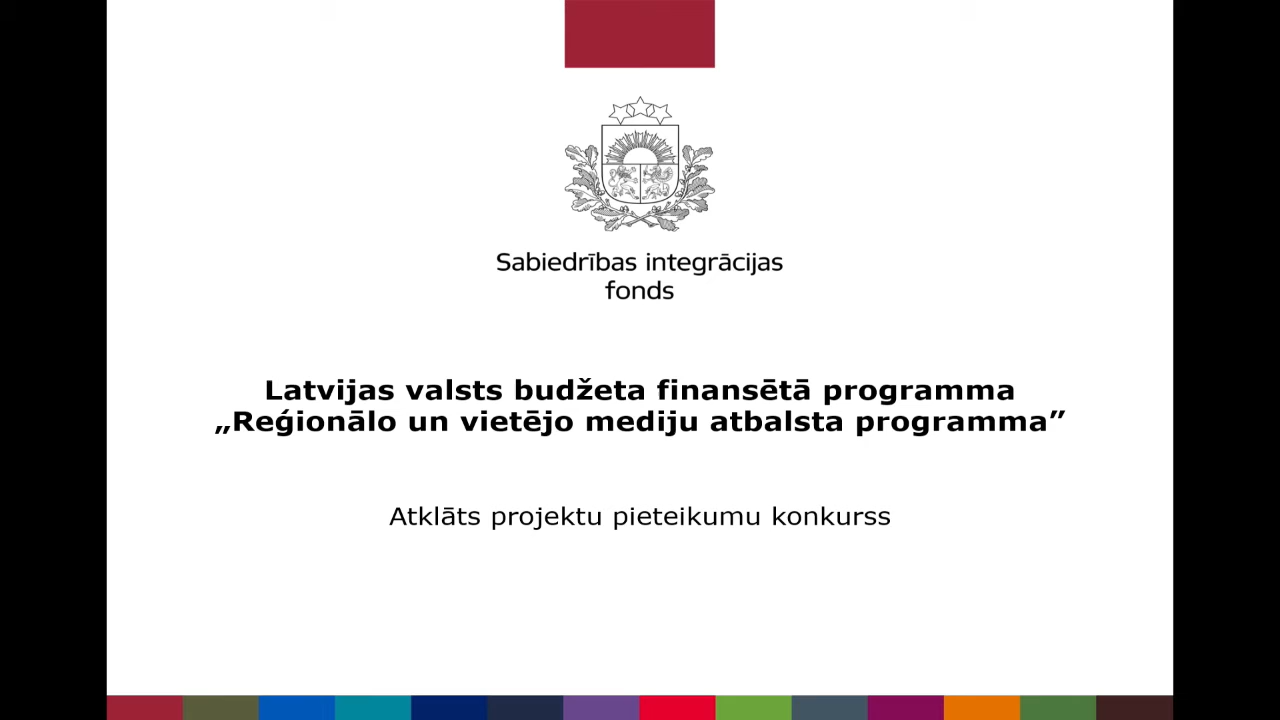 Sabiedrības integrācijas
fonds
Latvijas valsts budžeta finansētā programma
„Reģionālo un vietējo mediju atbalsta programma”
Atklāts projektu pieteikumu konkurss